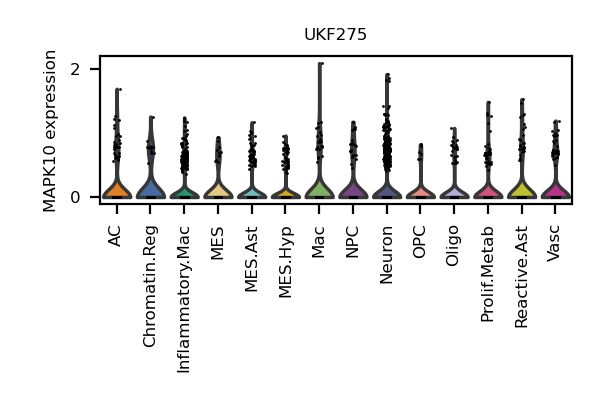 UKF275
MAPK10 expression
2
0
AC
Chromatin.Reg
Inflammatory.Mac
MES
MES.Ast
MES.Hyp
Mac
NPC
Neuron
OPC
Oligo
Prolif.Metab
Reactive.Ast
Vasc